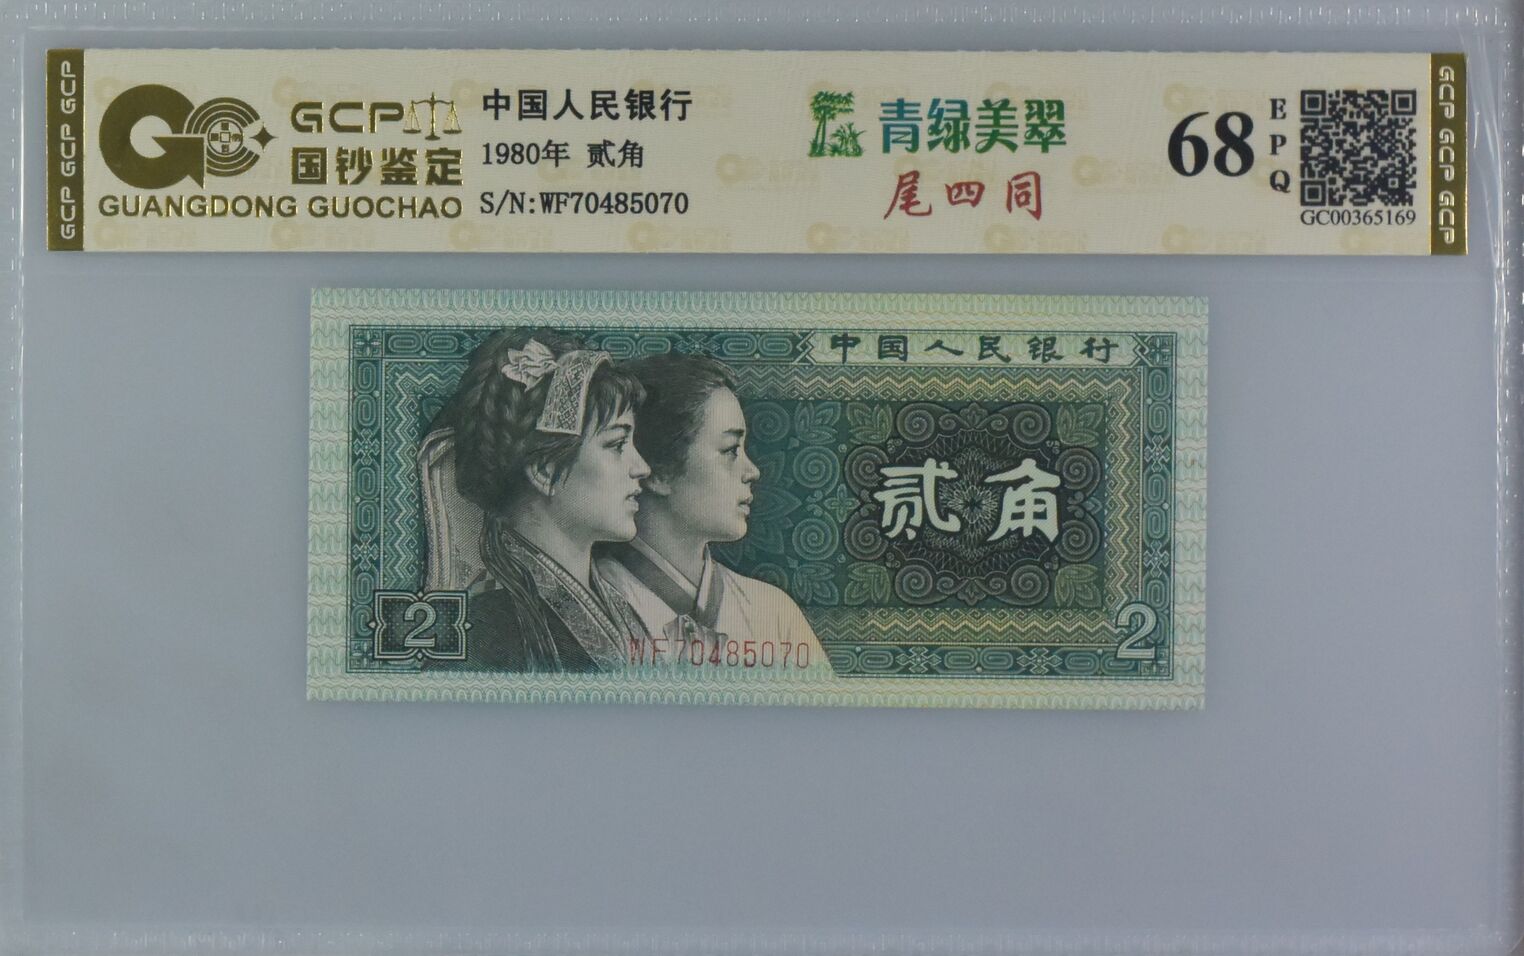 GCP GCP GCP
GCP
国钞鉴定
GUANGDONG GUOCHAO
中国人民银行
1980年 贰角
S/N:WF70485070
青绿美翠
尾四同
68
EPQ
GC00365169
GCP GCP GCP
中国人民银行
贰角
2
2
WF70485070